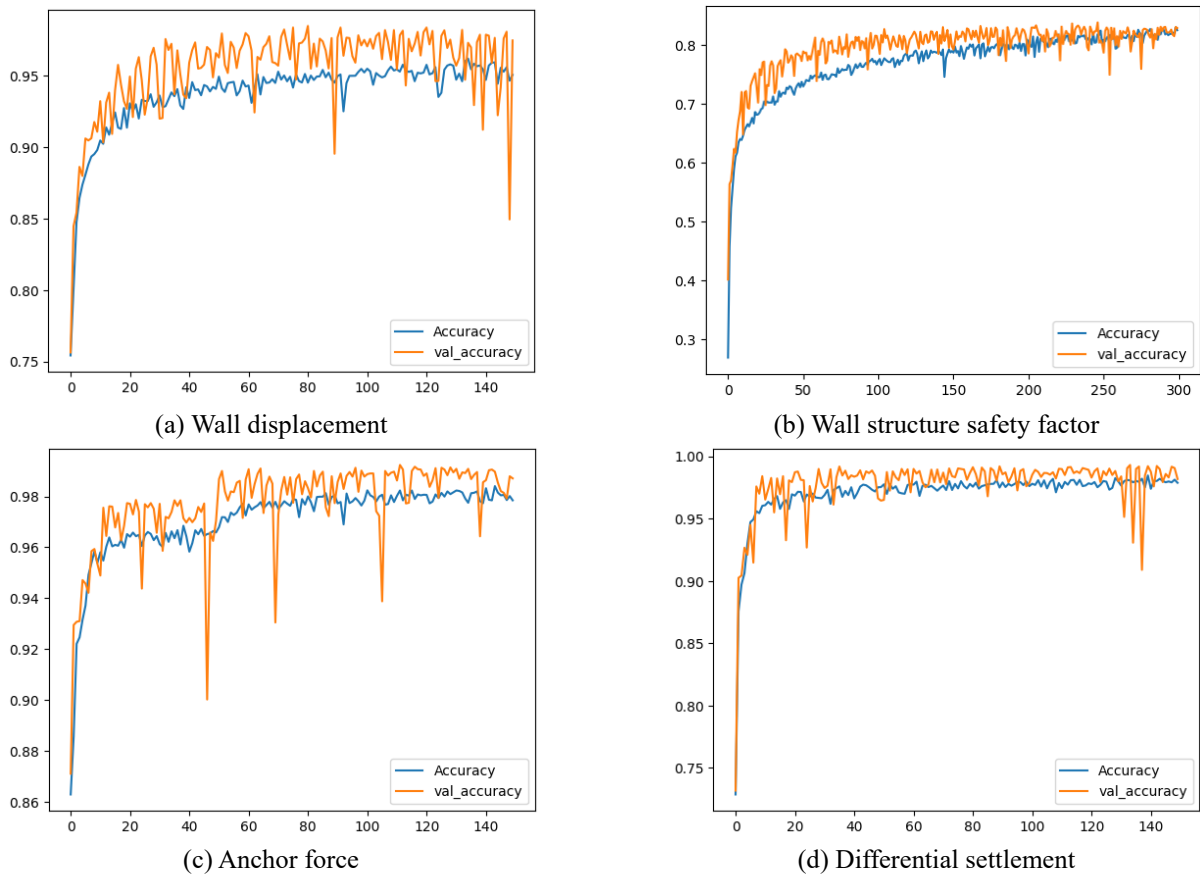 0.95
0.90
0.85
0.80
0.75
0 20 40 60 80 100 120 140
Accuracy
val_accuracy
(a) Wall displacement
0.8
0.7
0.6
0.5
0.4
0.3
0 50 100 150 200 250 300
Accuracy
val_accuracy
(b) Wall structure safety factor
0.98
0.96
0.94
0.92
0.90
0.88
0.86
0 20 40 60 80 100 120 140
Accuracy
val_accuracy
(c) Anchor force
1.00
0.95
0.90
0.85
0.80
0.75
0 20 40 60 80 100 120 140
Accuracy
val_accuracy
(d) Differential settlement